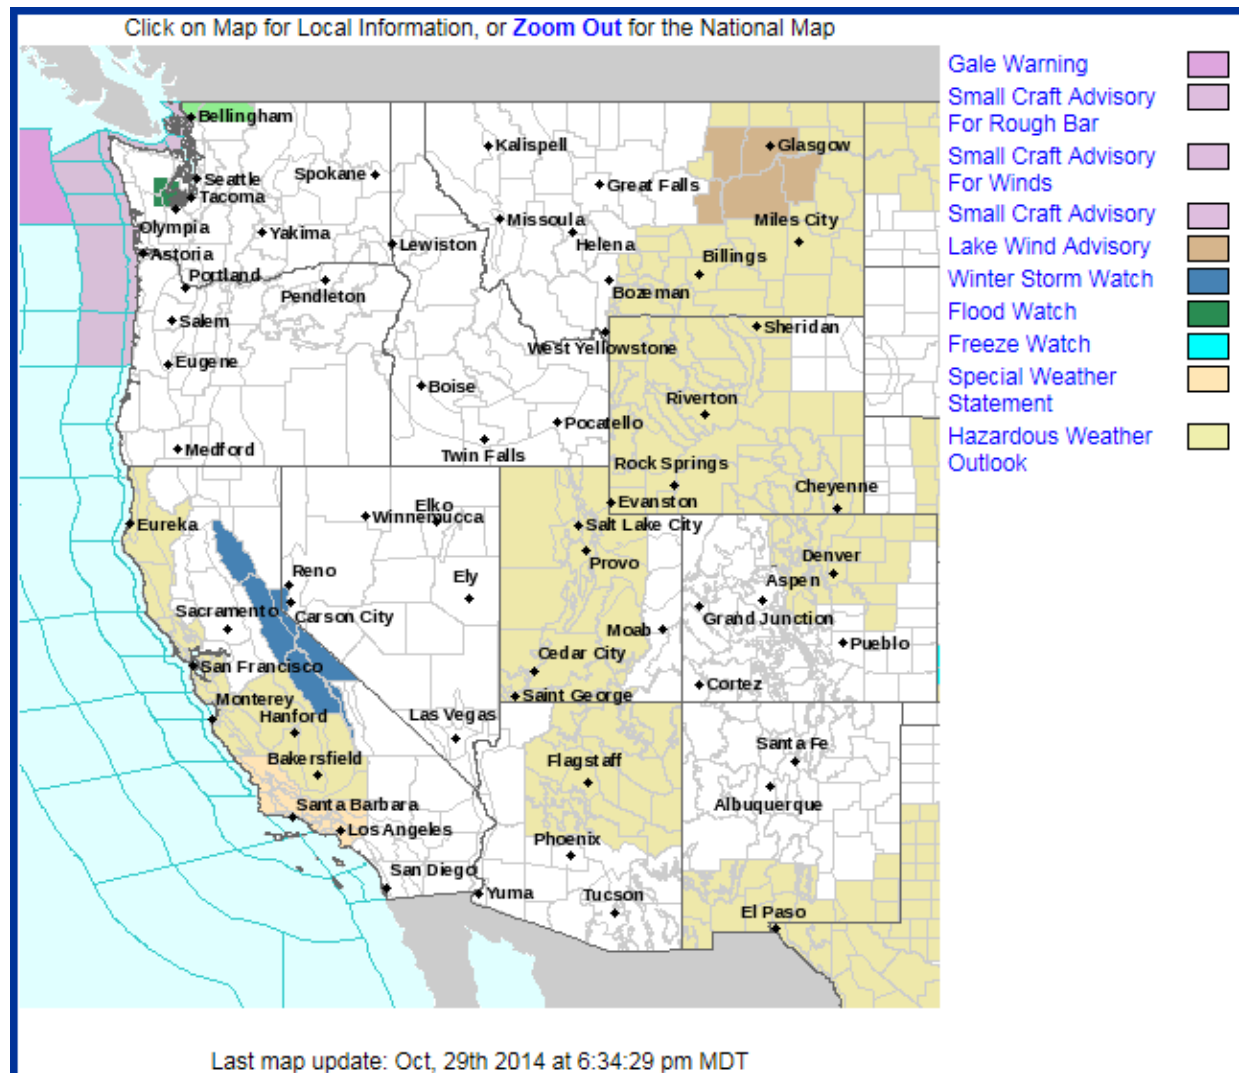 Click on Map for Local Information, or Zoom Out for the National Map
Gale Warning
Small Craft Advisory
For Rough Bar
Small Craft Advisory
For Winds
Small Craft Advisory
Lake Wind Advisory
Winter Storm Watch
Flood Watch
Freeze Watch
Special Weather
Statement
Hazardous Weather
Outlook
Bellingham
Kalispell
Glasgow
Seattle
Spokane
Great Falls
Tacoma
Miles City
Missoula
Olympia
Yakima
Lewiston
Helena
Astoria
Billings
Portland
Pendleton
Bozeman
Salem
Sheridan
West Yellowstone
Eugene
Boise
Riverton
Pocatello
Medford
Twin Falls
Rock Springs
Cheyenne
Evanston
Elko
Winnemucca
Eureka
Salt Lake City
Denver
Provo
Reno
Ely
Aspen
Sacramento
Carson City
Grand Junction
Moab
Pueblo
Cedar City
San Francisco
Cortez
Saint George
Monterey
Hanford
Las Vegas
Santa Fe
Bakersfield
Flagstaff
Albuquerque
Santa Barbara
Los Angeles
Phoenix
San Diego
Yuma
Tucson
El Paso
Last map update: Oct, 29th 2014 at 6:34:29 pm MDT